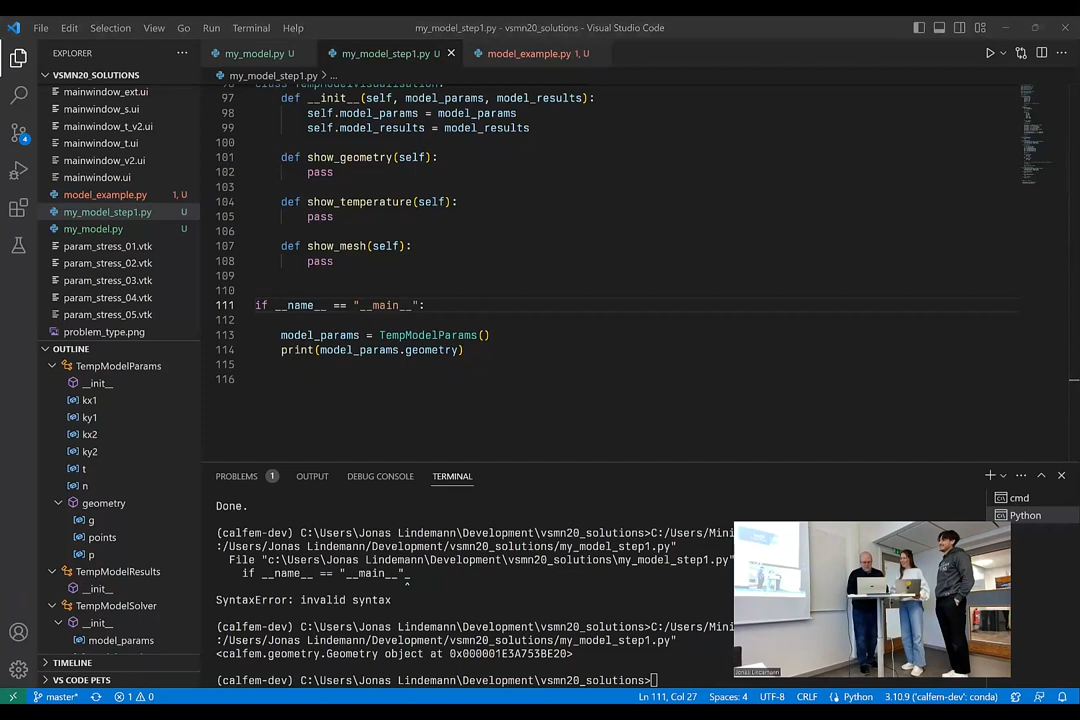 File Edit Selection View Go Run Terminal Help
my_model_step1.py - vsmn20_solutions - Visual Studio Code
EXPLORER
my_model.py U
my_model_step1.py U
model_example.py 1, U
VSMN20_SOLUTIONS
my_model_step1.py > ...
mainwindow_ext.ui
mainwindow_s.ui
mainwindow_t_v2.ui
mainwindow_t.ui
mainwindow_v2.ui
mainwindow.ui
model_example.py 1, U
my_model_step1.py U
my_model.py U
param_stress_01.vtk
param_stress_02.vtk
param_stress_03.vtk
param_stress_04.vtk
param_stress_05.vtk
problem_type.png
OUTLINE
TempModelParams
__init__
kx1
ky1
kx2
ky2
t
n
geometry
g
points
p
TempModelResults
__init__
TempModelSolver
__init__
model_params
TIMELINE
VS CODE PETS
97 def __init__(self, model_params, model_results):
98 self.model_params = model_params
99 self.model_results = model_results
100
101 def show_geometry(self):
102 pass
103
104 def show_temperature(self):
105 pass
106
107 def show_mesh(self):
108 pass
109
110
111 if __name__ == "__main__":
112
113 model_params = TempModelParams()
114 print(model_params.geometry)
115
116
PROBLEMS 1 OUTPUT DEBUG CONSOLE TERMINAL
cmd
Python
Done.
(calfem-dev) C:\Users\Jonas Lindemann\Development\vsmn20_solutions>C:/Users/Mini
:/Users/Jonas Lindemann/Development/vsmn20_solutions/my_model_step1.py"
File "c:\Users\Jonas Lindemann\Development\vsmn20_solutions\my_model_step1.py"
if __name__ == "__main__"
^
SyntaxError: invalid syntax
(calfem-dev) C:\Users\Jonas Lindemann\Development\vsmn20_solutions>C:/Users/Mini
:/Users/Jonas Lindemann/Development/vsmn20_solutions/my_model_step1.py"
<calfem.geometry.Geometry object at 0x000001E3A753BE20>
(calfem-dev) C:\Users\Jonas Lindemann\Development\vsmn20_solutions>
Jonas Lindemann
master* 1 0
Ln 111, Col 27 Spaces: 4 UTF-8 CRLF Python 3.10.9 ('calfem-dev': conda)